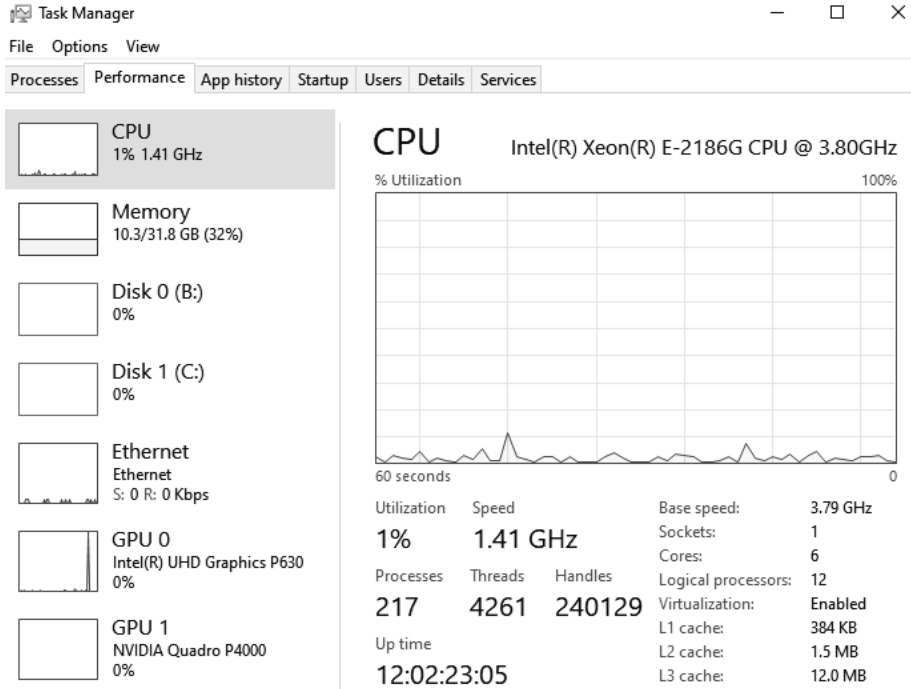 Task Manager
File Options View
Processes Performance App history Startup Users Details Services
CPU
1% 1.41 GHz
Memory
10.3/31.8 GB (32%)
Disk 0 (B:)
0%
Disk 1 (C:)
0%
Ethernet
Ethernet
S: 0 R: 0 Kbps
GPU 0
Intel(R) UHD Graphics P630
0%
GPU 1
NVIDIA Quadro P4000
0%
CPU Intel(R) Xeon(R) E-2186G CPU @ 3.80GHz
% Utilization 100%
60 seconds 0
Utilization Speed
1% 1.41 GHz
Processes Threads Handles
217 4261 240129
Up time
12:02:23:05
Base speed: 3.79 GHz
Sockets: 1
Cores: 6
Logical processors: 12
Virtualization: Enabled
L1 cache: 384 KB
L2 cache: 1.5 MB
L3 cache: 12.0 MB